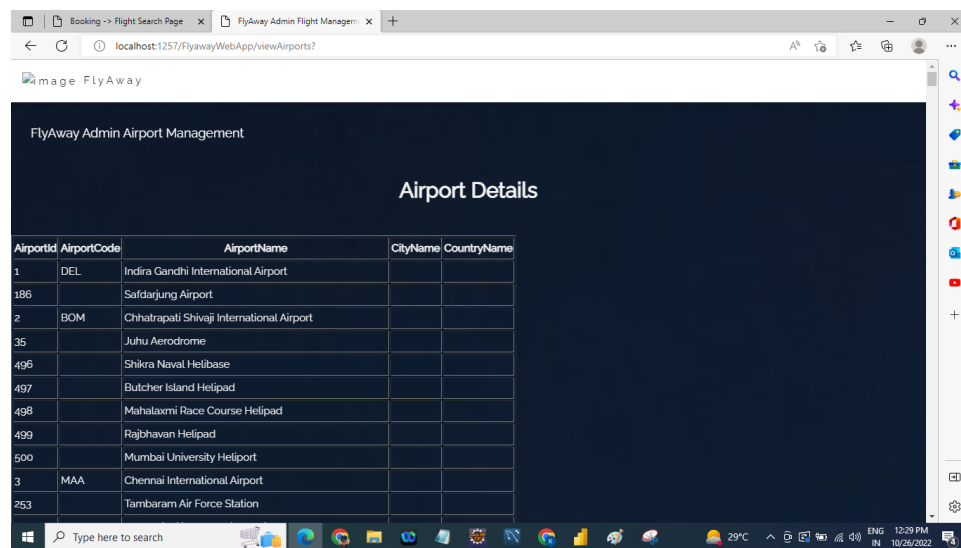 Booking -> Flight Search Page
FlyAway Admin Flight Managem
localhost:1257/FlyawayWebApp/viewAirports?
image FlyAway
FlyAway Admin Airport Management
Airport Details
AirportId AirportCode AirportName CityName CountryName
1 DEL Indira Gandhi International Airport
186 Safdarjung Airport
2 BOM Chhatrapati Shivaji International Airport
35 Juhu Aerodrome
496 Shikra Naval Helibase
497 Butcher Island Helipad
498 Mahalaxmi Race Course Helipad
499 Rajbhavan Helipad
500 Mumbai University Heliport
3 MAA Chennai International Airport
253 Tambaram Air Force Station
Type here to search
29°C
ENG 12:29 PM
IN 10/26/2022